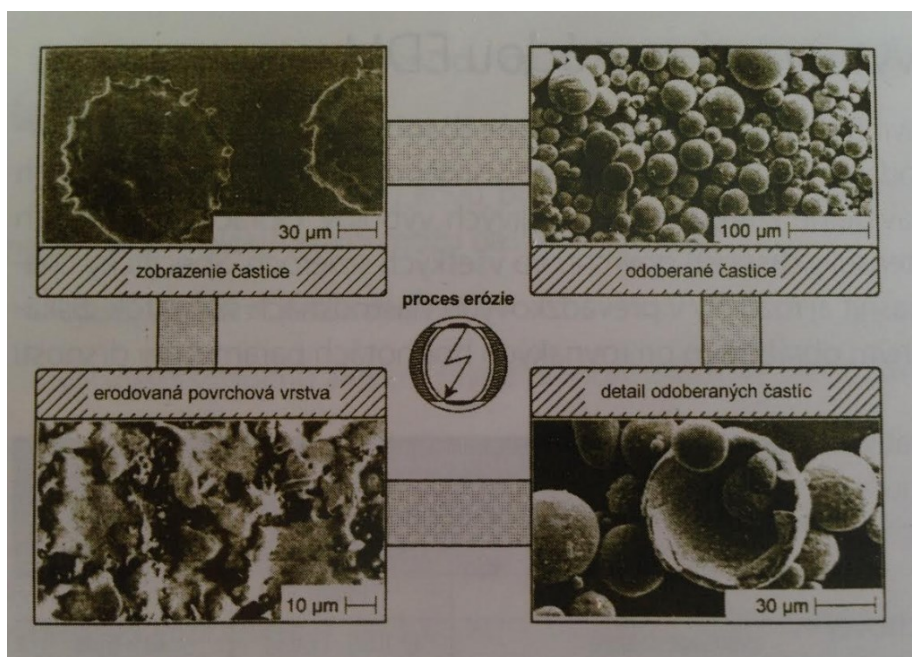 30 µm
100 µm
zobrazenie častice
odoberané častice
proces erózie
erodovaná povrchová vrstva
detail odoberaných častíc
10 µm
30 µm